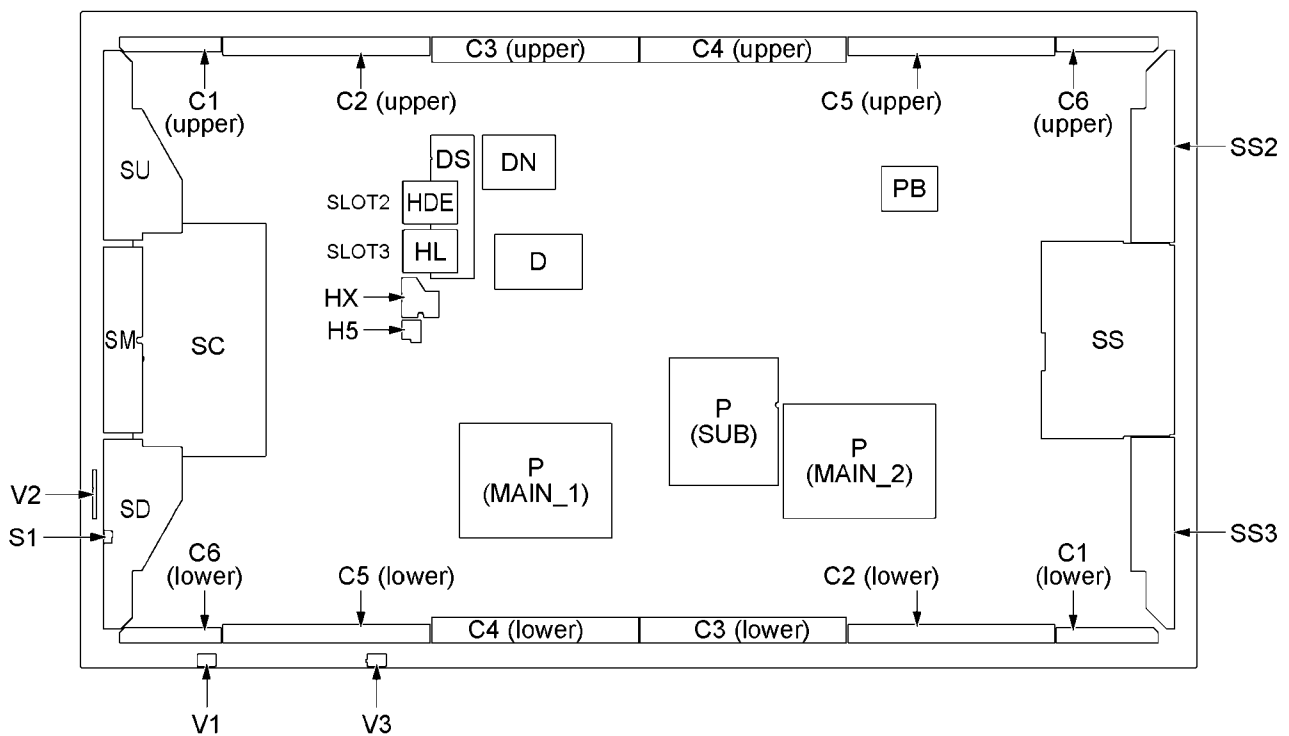 C3 (upper)
C4 (upper)
C1
(upper)
C2 (upper)
C5 (upper)
C6
(upper)
SS2
SU
DS
DN
PB
SLOT2
HDE
SLOT3
HL
D
HX
H5
SM
SC
SS
P
(SUB)
P
(MAIN_1)
P
(MAIN_2)
V2
SD
S1
SS3
C6
(lower)
C5 (lower)
C2 (lower)
C1
(lower)
C4 (lower)
C3 (lower)
V1
V3